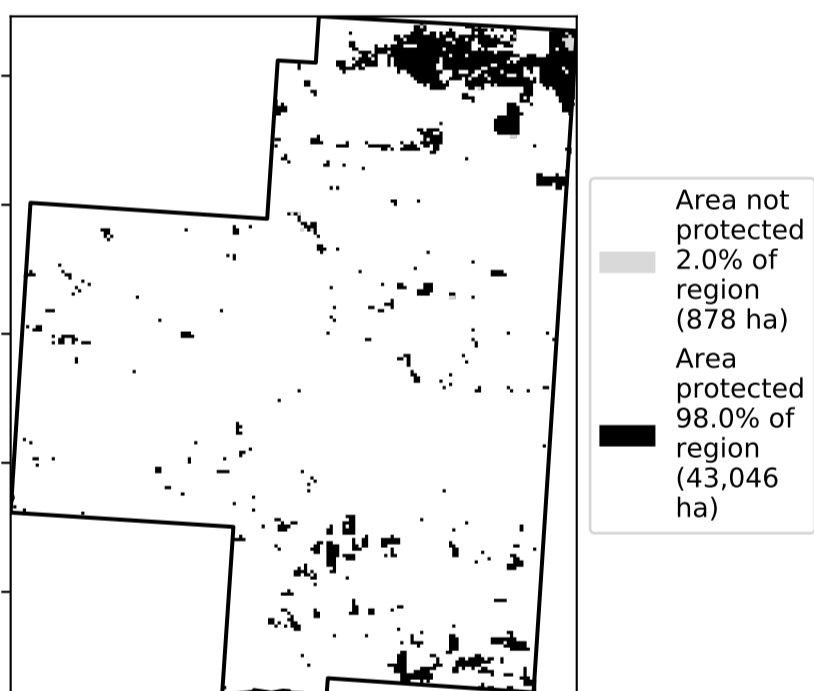 Area not
protected
2.0% of
region
(878 ha)
Area
protected
98.0% of
region
(43,046
ha)